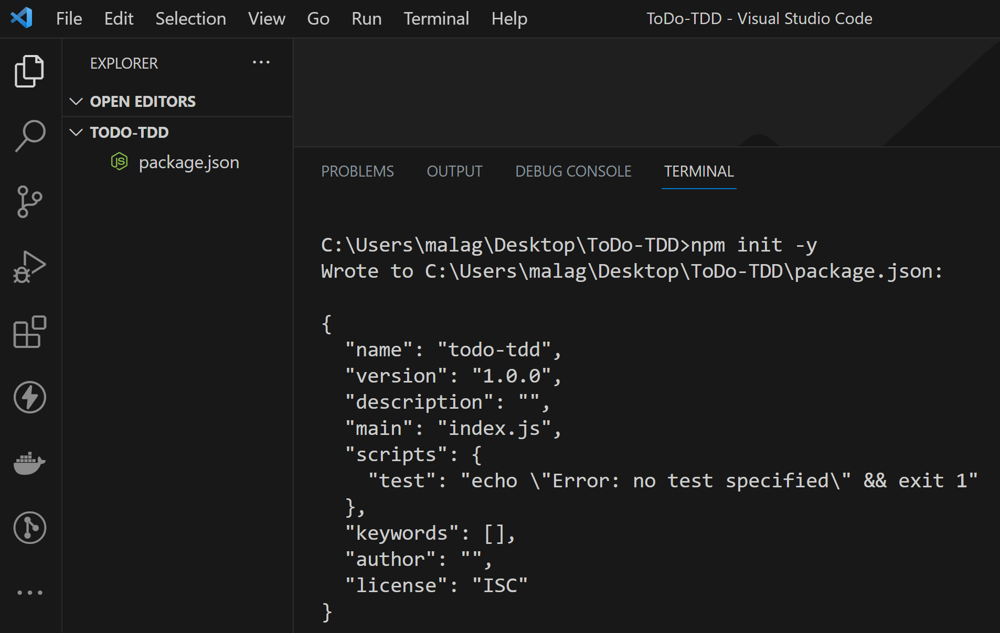 File Edit Selection View Go Run Terminal Help ToDo-TDD - Visual Studio Code
EXPLORER ···
OPEN EDITORS
TODO-TDD
JS package.json
PROBLEMS OUTPUT DEBUG CONSOLE TERMINAL
C:\Users\malag\Desktop\ToDo-TDD>npm init -y
Wrote to C:\Users\malag\Desktop\ToDo-TDD\package.json:
{
  "name": "todo-tdd",
  "version": "1.0.0",
  "description": "",
  "main": "index.js",
  "scripts": {
    "test": "echo \"Error: no test specified\" && exit 1"
  },
  "keywords": [],
  "author": "",
  "license": "ISC"
}